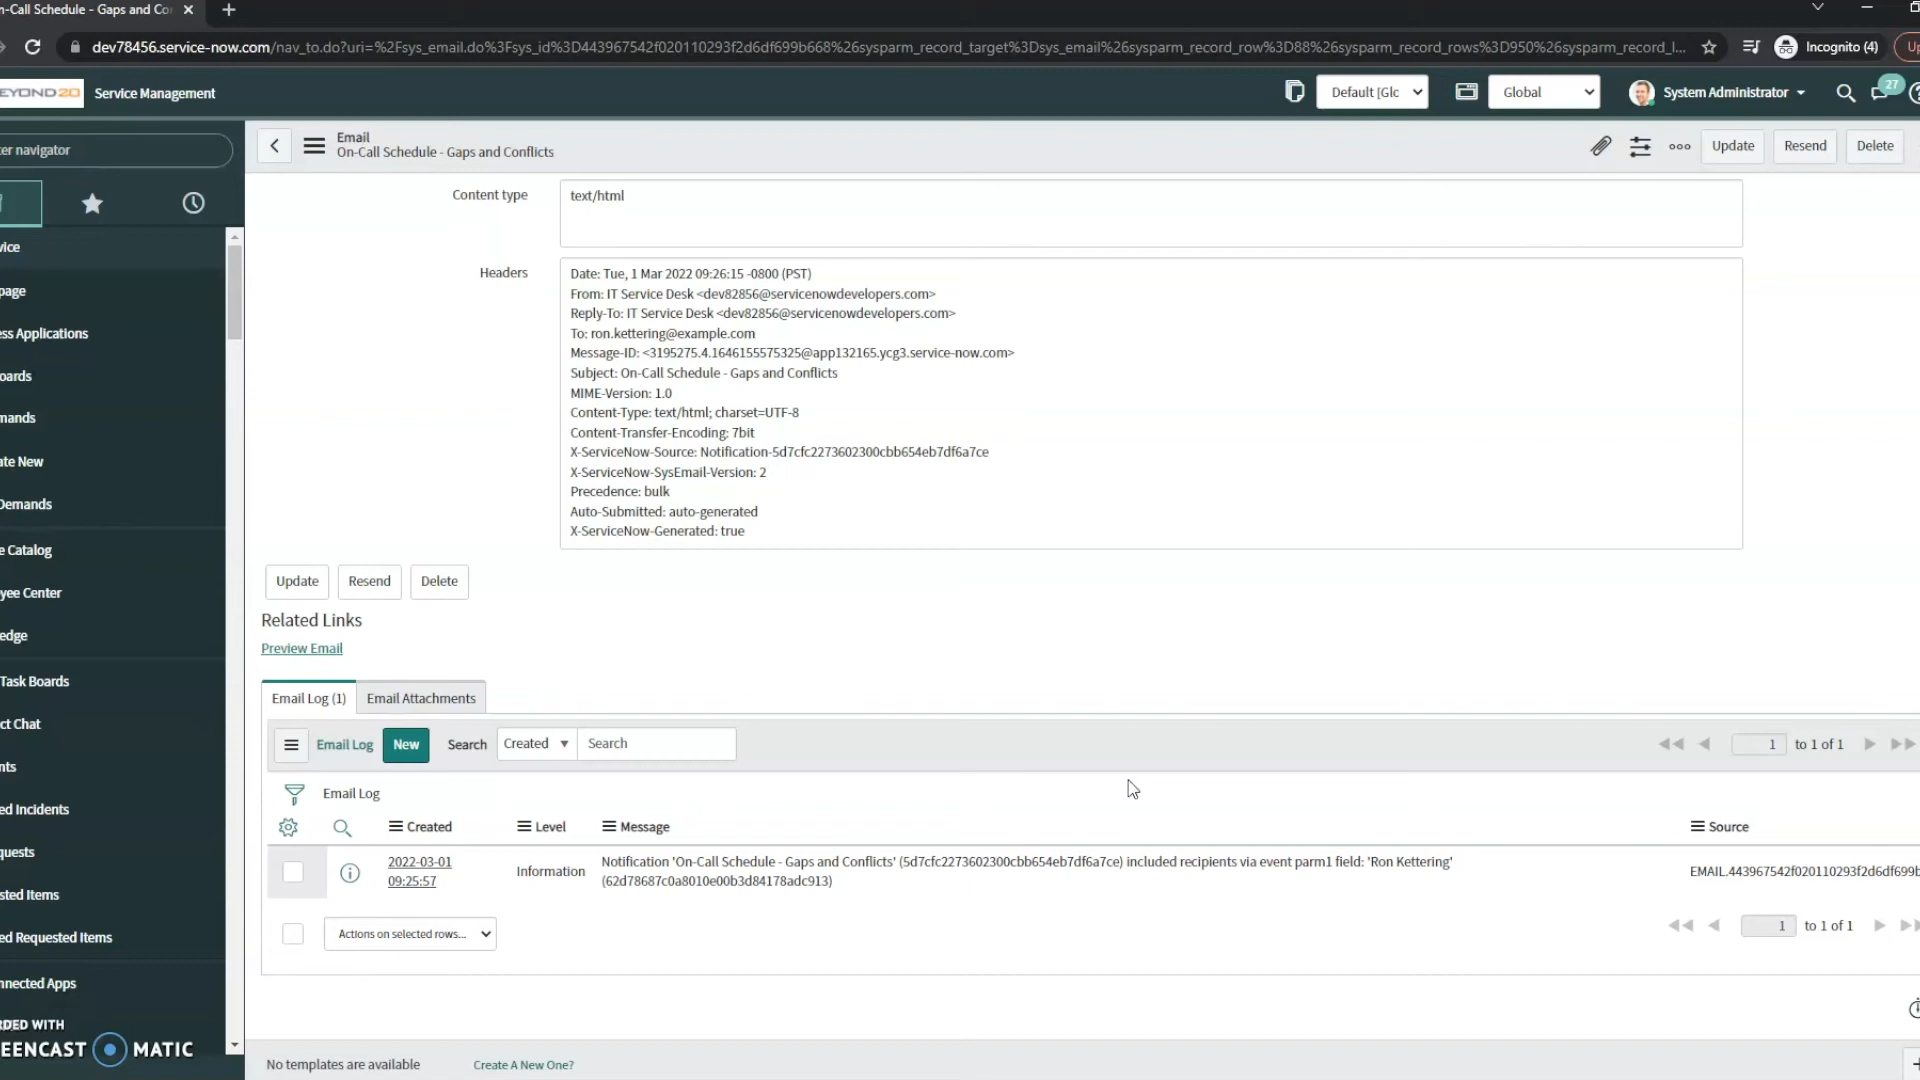 n-Call Schedule - Gaps and Co
dev78456.service-now.com/nav_to.do?uri=%2Fsys_email.do%3Fsys_id%3D443967542f020110293f2d6df699b668%26sysparm_record_target%3Dsys_email%26sysparm_record_row%3D88%26sysparm_record_rows%3D950%26sysparm_record_l...
Incognito (4)
Up
EYOND20
Service Management
Default [Glc
Global
System Administrator
27
er navigator
Email
On-Call Schedule - Gaps and Conflicts
Update
Resend
Delete
vice
page
ess Applications
oards
mands
ate New
Demands
e Catalog
yee Center
edge
Task Boards
ct Chat
nts
ed Incidents
quests
sted Items
ed Requested Items
nnected Apps
Content type
text/html
Headers
Date: Tue, 1 Mar 2022 09:26:15 -0800 (PST)
From: IT Service Desk <dev82856@servicenowdevelopers.com>
Reply-To: IT Service Desk <dev82856@servicenowdevelopers.com>
To: ron.kettering@example.com
Message-ID: <3195275.4.1646155575325@app132165.ycg3.service-now.com>
Subject: On-Call Schedule - Gaps and Conflicts
MIME-Version: 1.0
Content-Type: text/html; charset=UTF-8
Content-Transfer-Encoding: 7bit
X-ServiceNow-Source: Notification-5d7cfc2273602300cbb654eb7df6a7ce
X-ServiceNow-SysEmail-Version: 2
Precedence: bulk
Auto-Submitted: auto-generated
X-ServiceNow-Generated: true
Update
Resend
Delete
Related Links
Preview Email
Email Log (1)
Email Attachments
Email Log
New
Search
Created
Search
1 to 1 of 1
Email Log
Created
Level
Message
Source
2022-03-01
09:25:57
Information
Notification 'On-Call Schedule - Gaps and Conflicts' (5d7cfc2273602300cbb654eb7df6a7ce) included recipients via event parm1 field: 'Ron Kettering'
(62d78687c0a8010e00b3d84178adc913)
EMAIL.443967542f020110293f2d6df699b
Actions on selected rows...
1 to 1 of 1
No templates are available
Create A New One?
RDED WITH
EENCAST MATIC